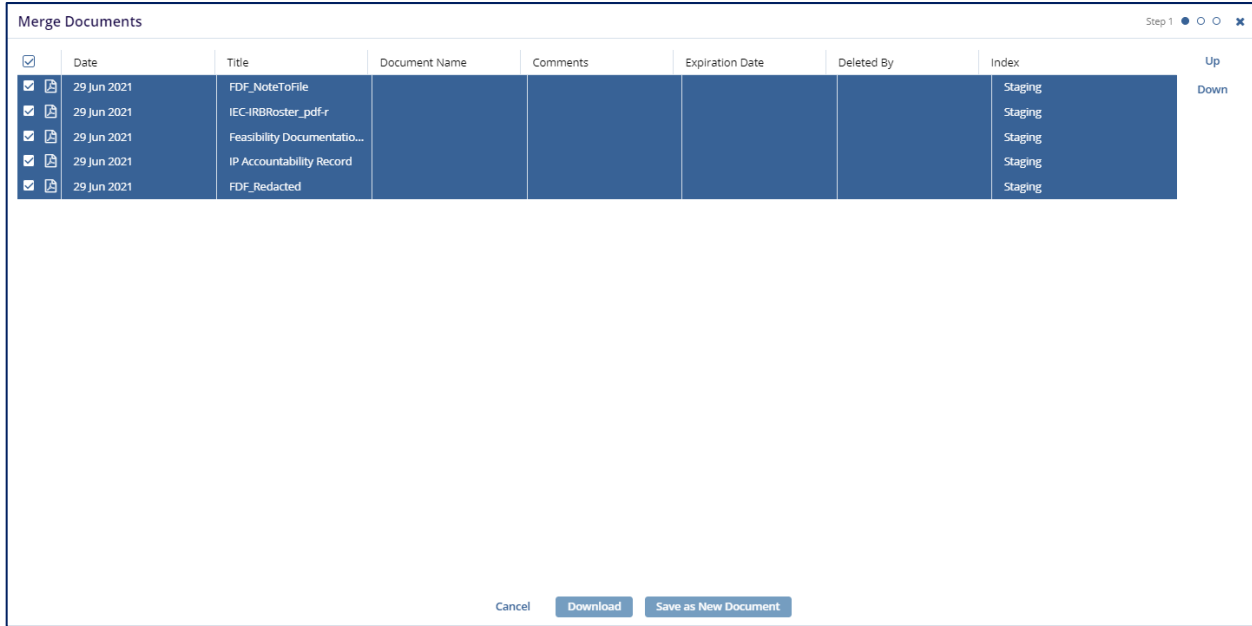 Merge Documents
Step 1
Date Title Document Name Comments Expiration Date Deleted By Index
Up
29 Jun 2021 FDF_NoteToFile Staging
Down
29 Jun 2021 IEC-IRBRoster_pdf-r Staging
29 Jun 2021 Feasibility Documentatio... Staging
29 Jun 2021 IP Accountability Record Staging
29 Jun 2021 FDF_Redacted Staging
Cancel Download Save as New Document